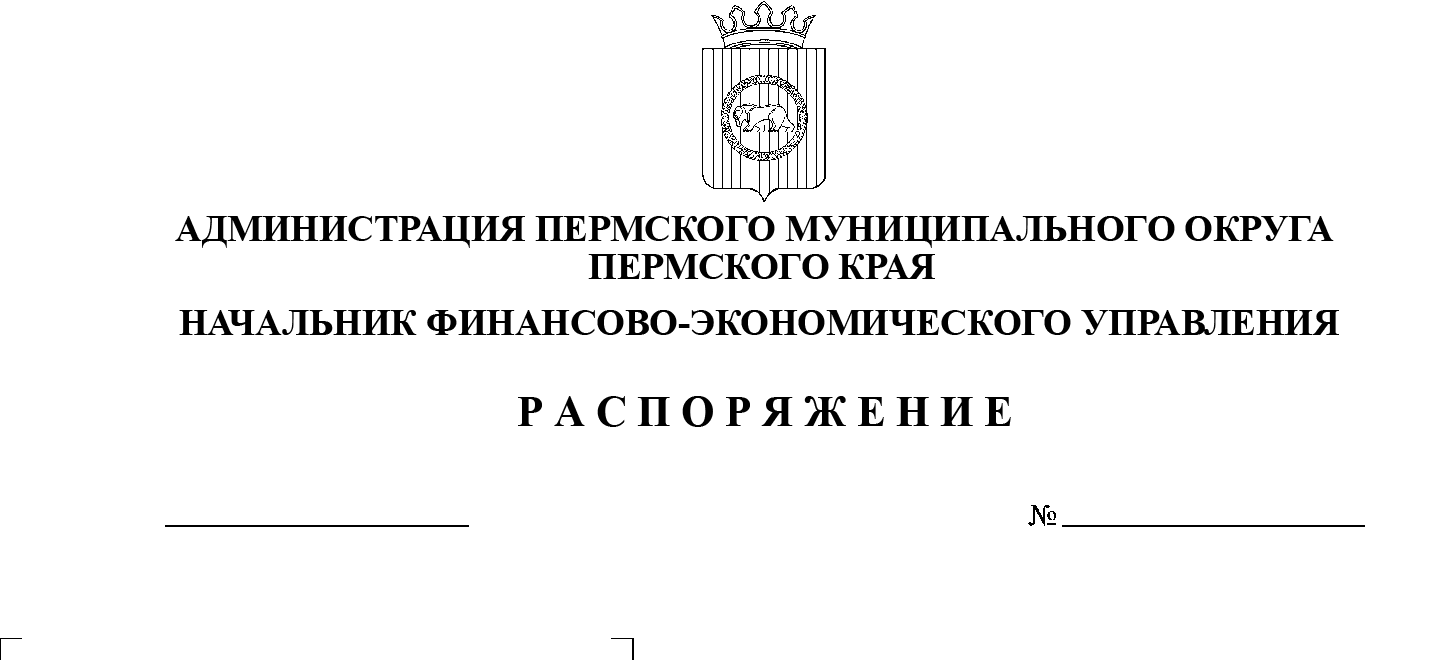 АДМИНИСТРАЦИЯ ПЕРМСКОГО МУНИЦИПАЛЬНОГО ОКРУГА
ПЕРМСКОГО КРАЯ
НАЧАЛЬНИК ФИНАНСОВО-ЭКОНОМИЧЕСКОГО УПРАВЛЕНИЯ
Р А С П О Р Я Ж Е Н И Е
№